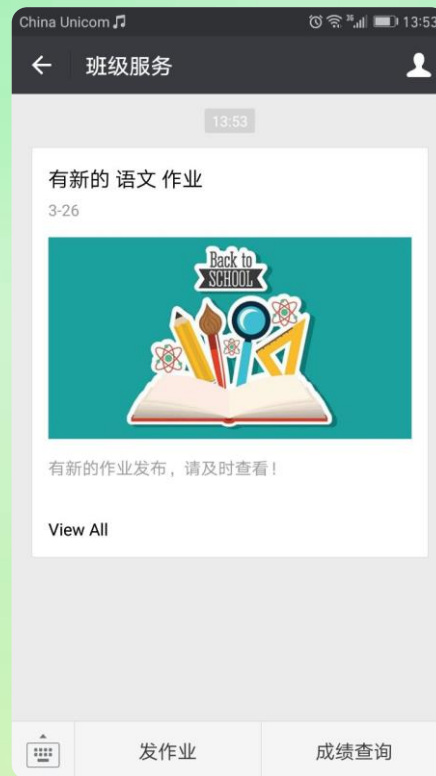 China Unicom 3G 13:53
班级服务
13:53
有新的 语文 作业
3-26
Back to
SCHOOL
有新的作业发布，请及时查看！
View All
发作业 成绩查询